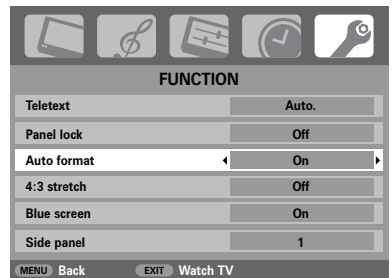 FUNCTION
Teletext Auto.
Panel lock Off
Auto format On
4:3 stretch Off
Blue screen On
Side panel 1
MENU Back EXIT Watch TV